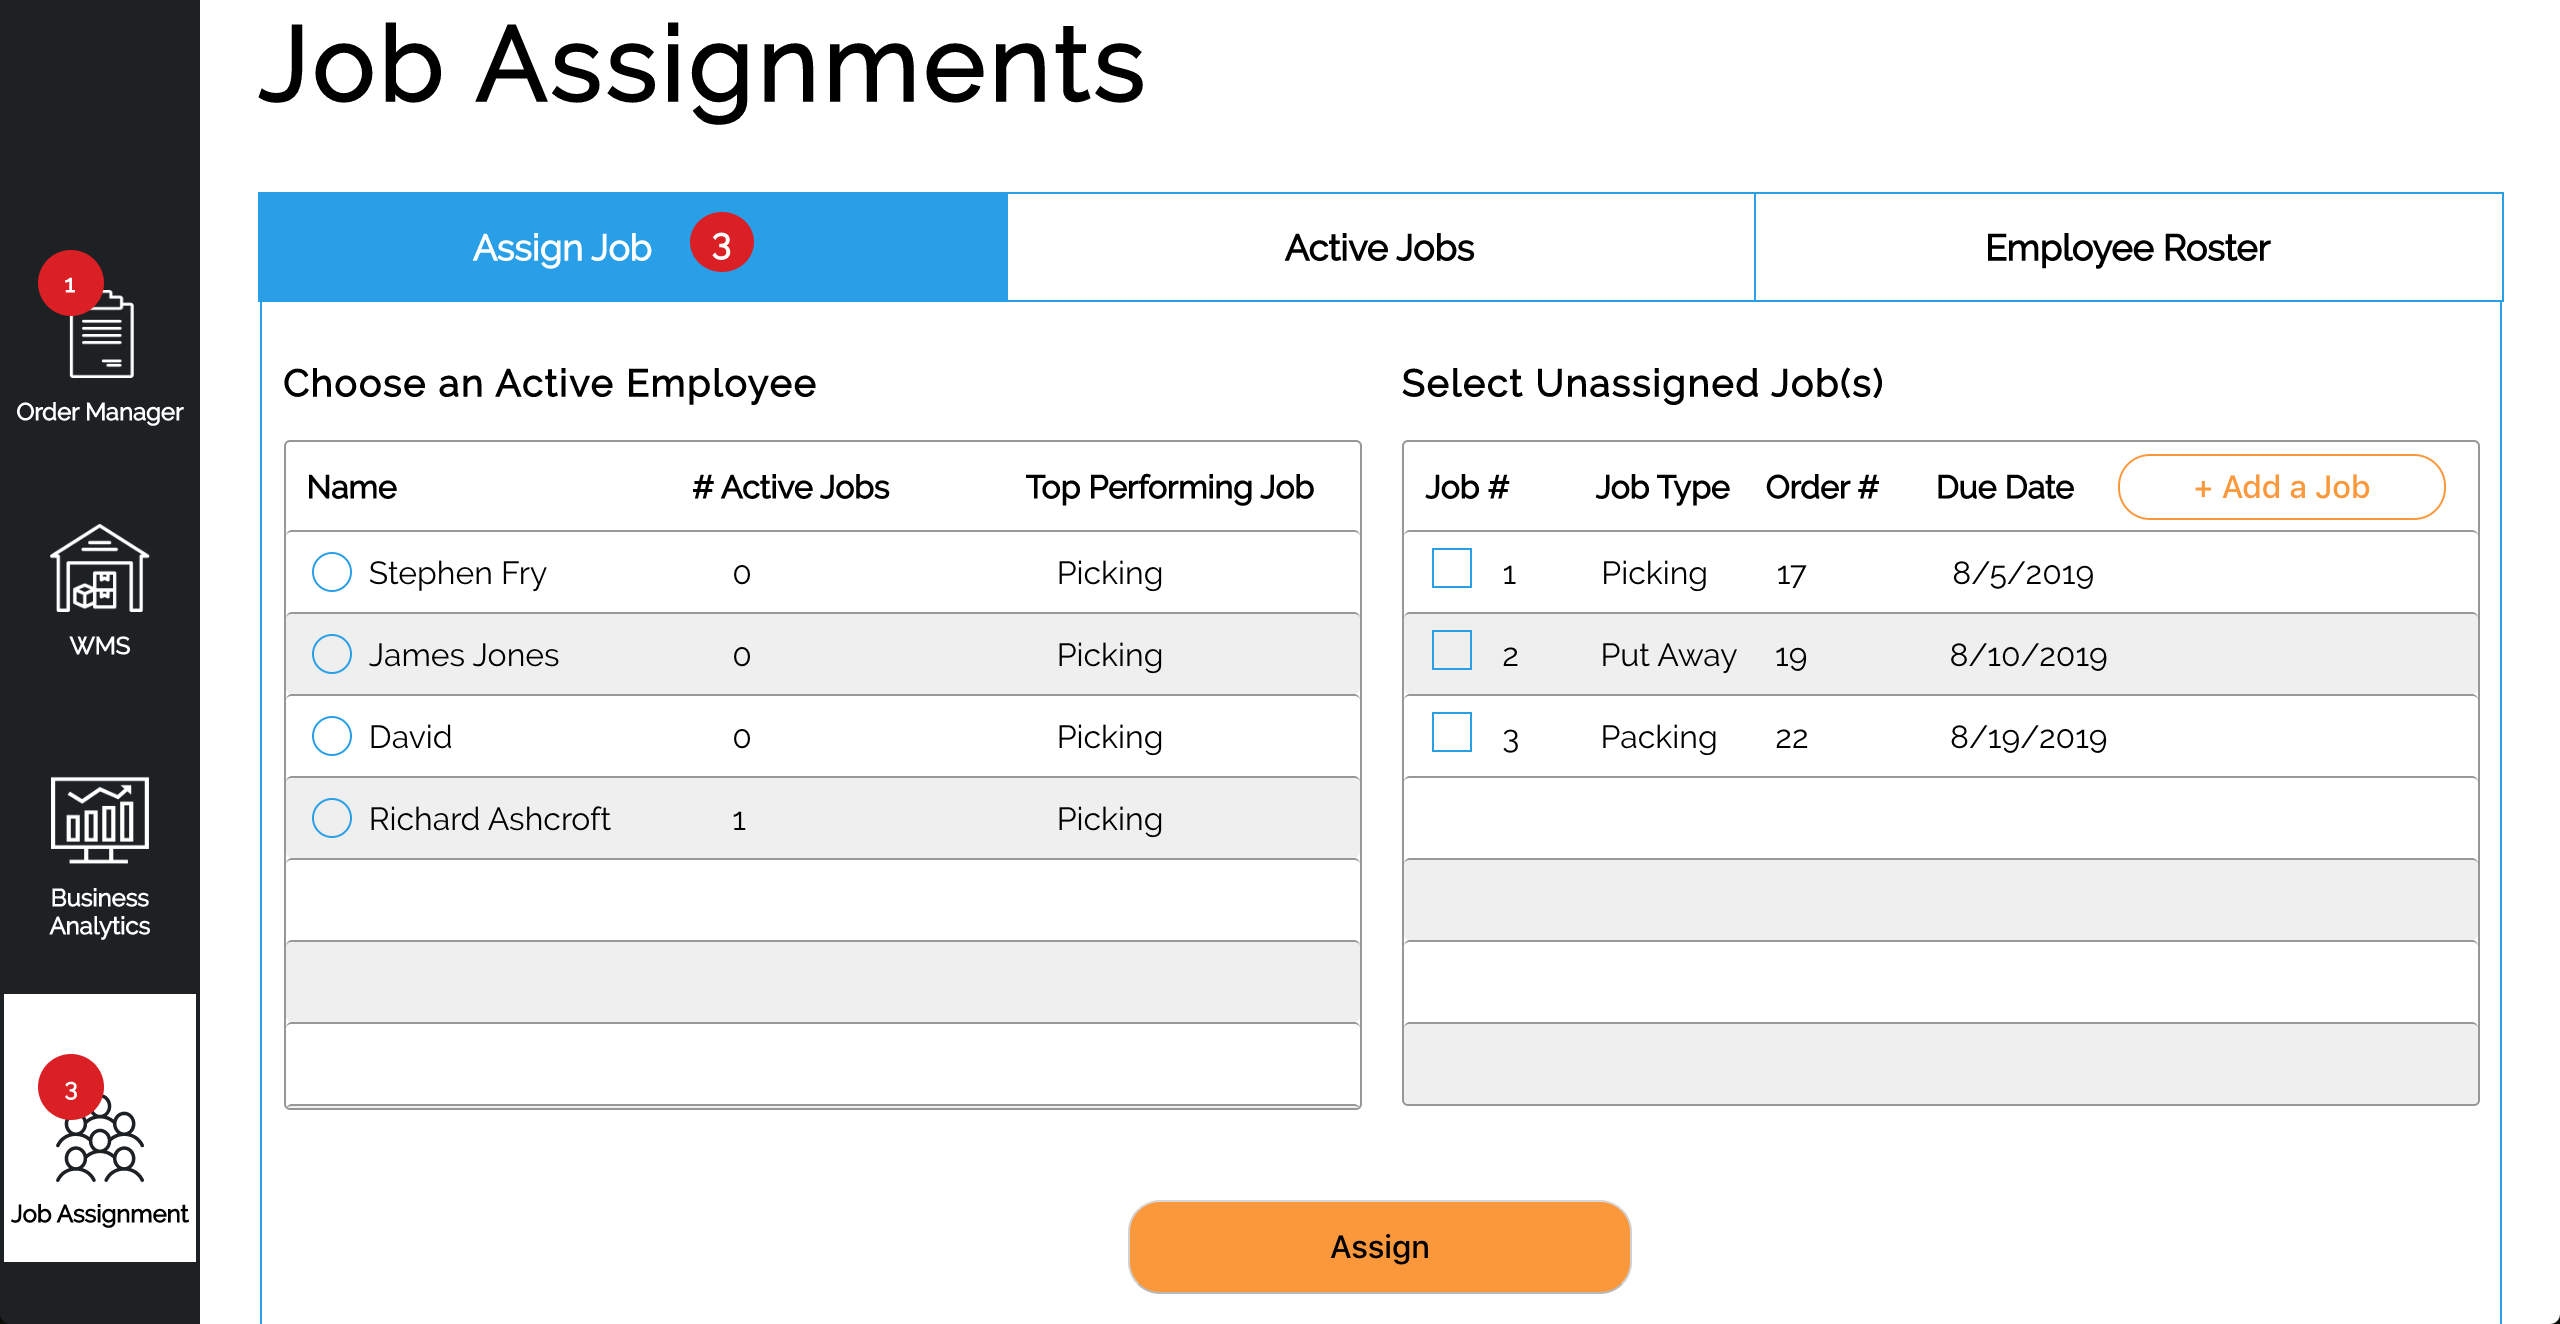 Job Assignments
1
Order Manager
WMS
Business
Analytics
3
Job Assignment
Assign Job 3
Active Jobs
Employee Roster
Choose an Active Employee
Name # Active Jobs Top Performing Job
Stephen Fry 0 Picking
James Jones 0 Picking
David 0 Picking
Richard Ashcroft 1 Picking
Select Unassigned Job(s)
Job # Job Type Order # Due Date + Add a Job
1 Picking 17 8/5/2019
2 Put Away 19 8/10/2019
3 Packing 22 8/19/2019
Assign